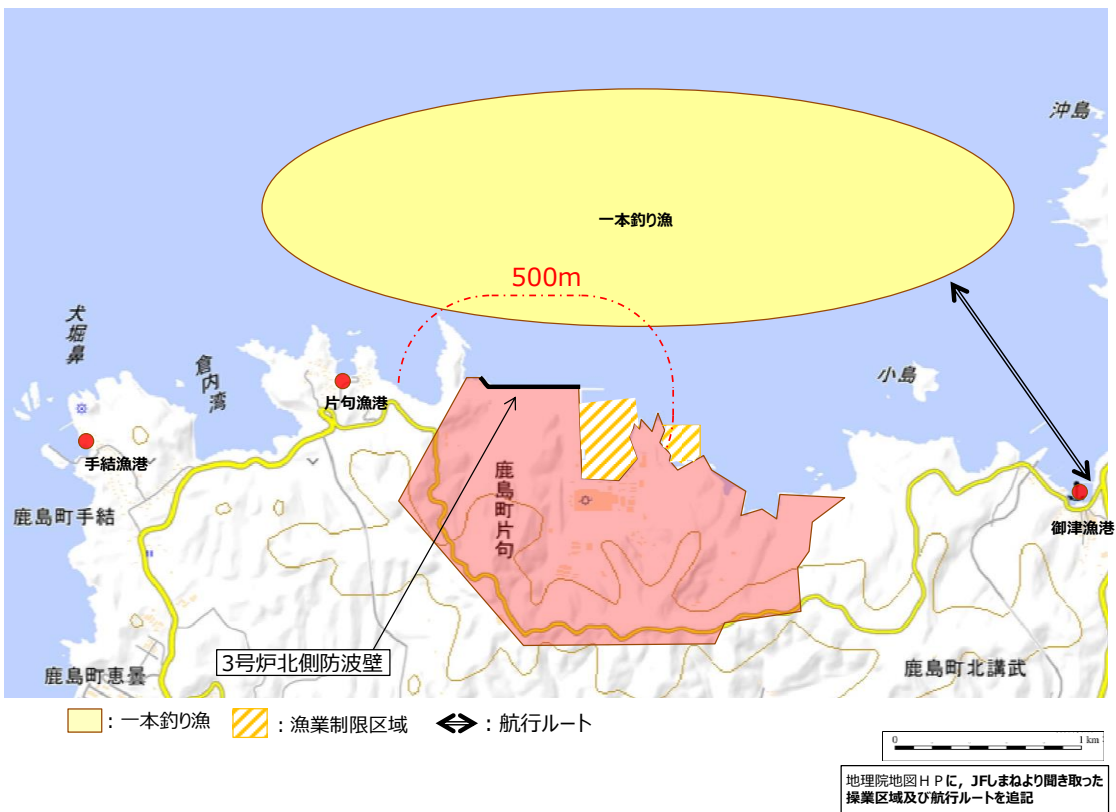 沖島
一本釣り漁
500m
犬堀鼻
倉内湾
小島
片句漁港
手結漁港
鹿島町手結
鹿島町片句
御津漁港
3号炉北側防波壁
鹿島町恵曇
鹿島町北講武
：一本釣り漁
：漁業制限区域
：航行ルート
0 1 km
地理院地図ＨＰに，JFしまねより聞き取った
操業区域及び航行ルートを追記